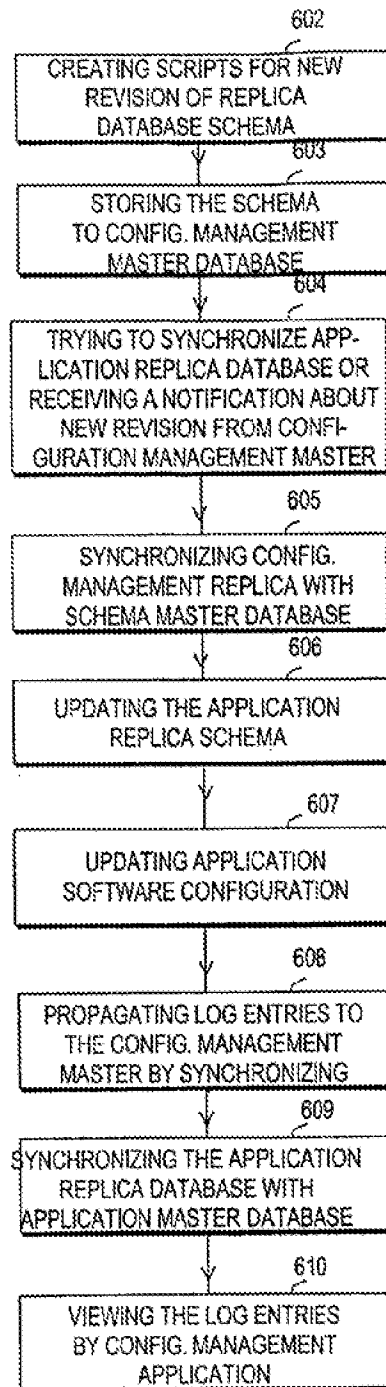 602
CREATING SCRIPTS FOR NEW
REVISION OF REPLICA
DATABASE SCHEMA
603
STORING THE SCHEMA
TO CONFIG. MANAGEMENT
MASTER DATABASE
604
TRYING TO SYNCHRONIZE APP-
LICATION REPLICA DATABASE OR
RECEIVING A NOTIFICATION ABOUT
NEW REVISION FROM CONFI-
GURATION MANAGEMENT MASTER
605
SYNCHRONIZING CONFIG.
MANAGEMENT REPLICA WITH
SCHEMA MASTER DATABASE
606
UPDATING THE APPLICATION
REPLICA SCHEMA
607
UPDATING APPLICATION
SOFTWARE CONFIGURATION
608
PROPAGATING LOG ENTRIES TO
THE CONFIG. MANAGEMENT
MASTER BY SYNCHRONIZING
609
SYNCHRONIZING THE APPLICATION
REPLICA DATABASE WITH
APPLICATION MASTER DATABASE
610
VIEWING THE LOG ENTRIES
BY CONFIG. MANAGEMENT
APPLICATION